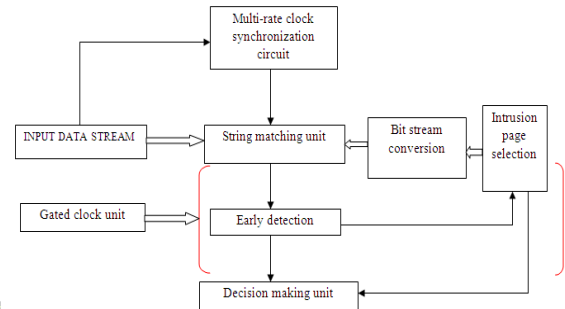 Multi-rate clock
synchronization
circuit
INPUT DATA STREAM
String matching unit
Bit stream
conversion
Intrusion
page
selection
Gated clock unit
Early detection
Decision making unit